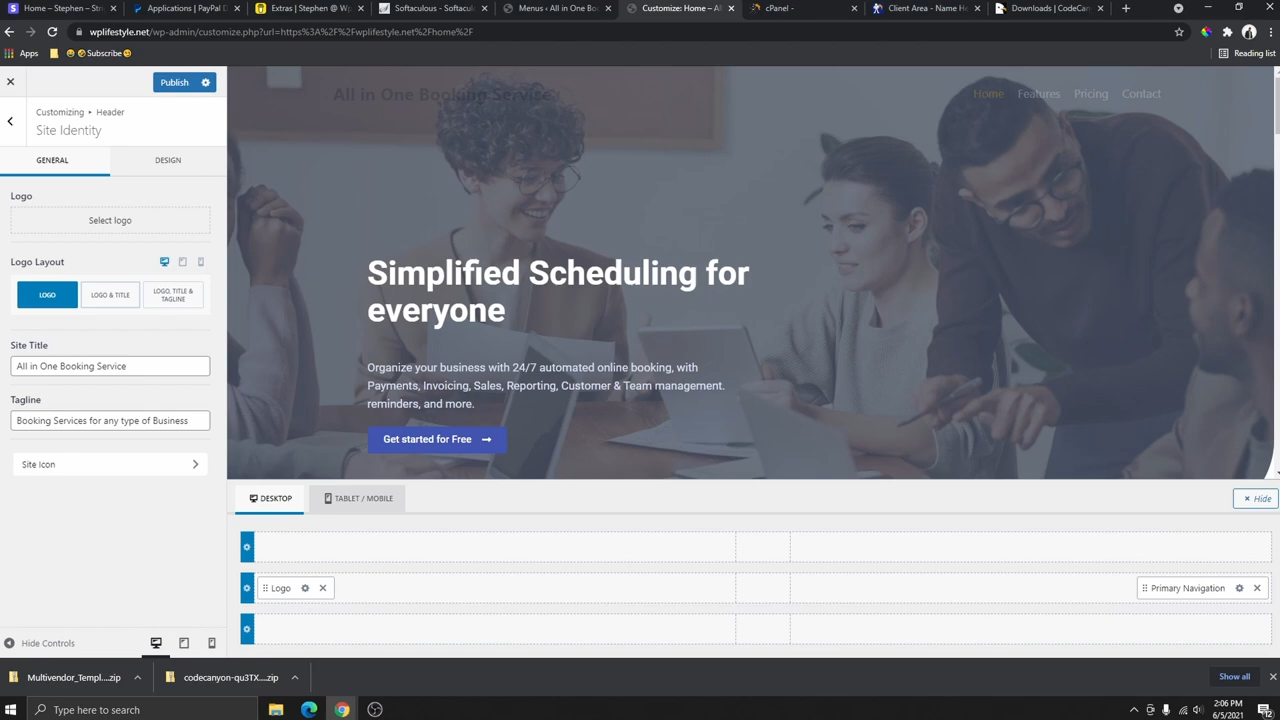 Home – Stephen – Stri
Applications | PayPal D
Extras | Stephen @ Wp
Softaculous - Softacul
Menus ‹ All in One Boo
Customize: Home – Al
cPanel -
Client Area - Name He
Downloads | CodeCan
wplifestyle.net/wp-admin/customize.php?url=https%3A%2F%2Fwplifestyle.net%2Fhome%2F
Apps
Subscribe
Reading list
Publish
Customizing ▸ Header
Site Identity
GENERAL
DESIGN
Logo
Select logo
Logo Layout
LOGO
LOGO & TITLE
LOGO, TITLE &
TAGLINE
Site Title
All in One Booking Service
Tagline
Booking Services for any type of Business
Site Icon
Hide Controls
All in One Booking Service
Home Features Pricing Contact
Simplified Scheduling for
everyone
Organize your business with 24/7 automated online booking, with
Payments, Invoicing, Sales, Reporting, Customer & Team management.
reminders, and more.
Get started for Free
DESKTOP
TABLET / MOBILE
Hide
Logo
Primary Navigation
Multivendor_Templ....zip
codecanyon-qu3TX....zip
Show all
Type here to search
2:06 PM
6/5/2021